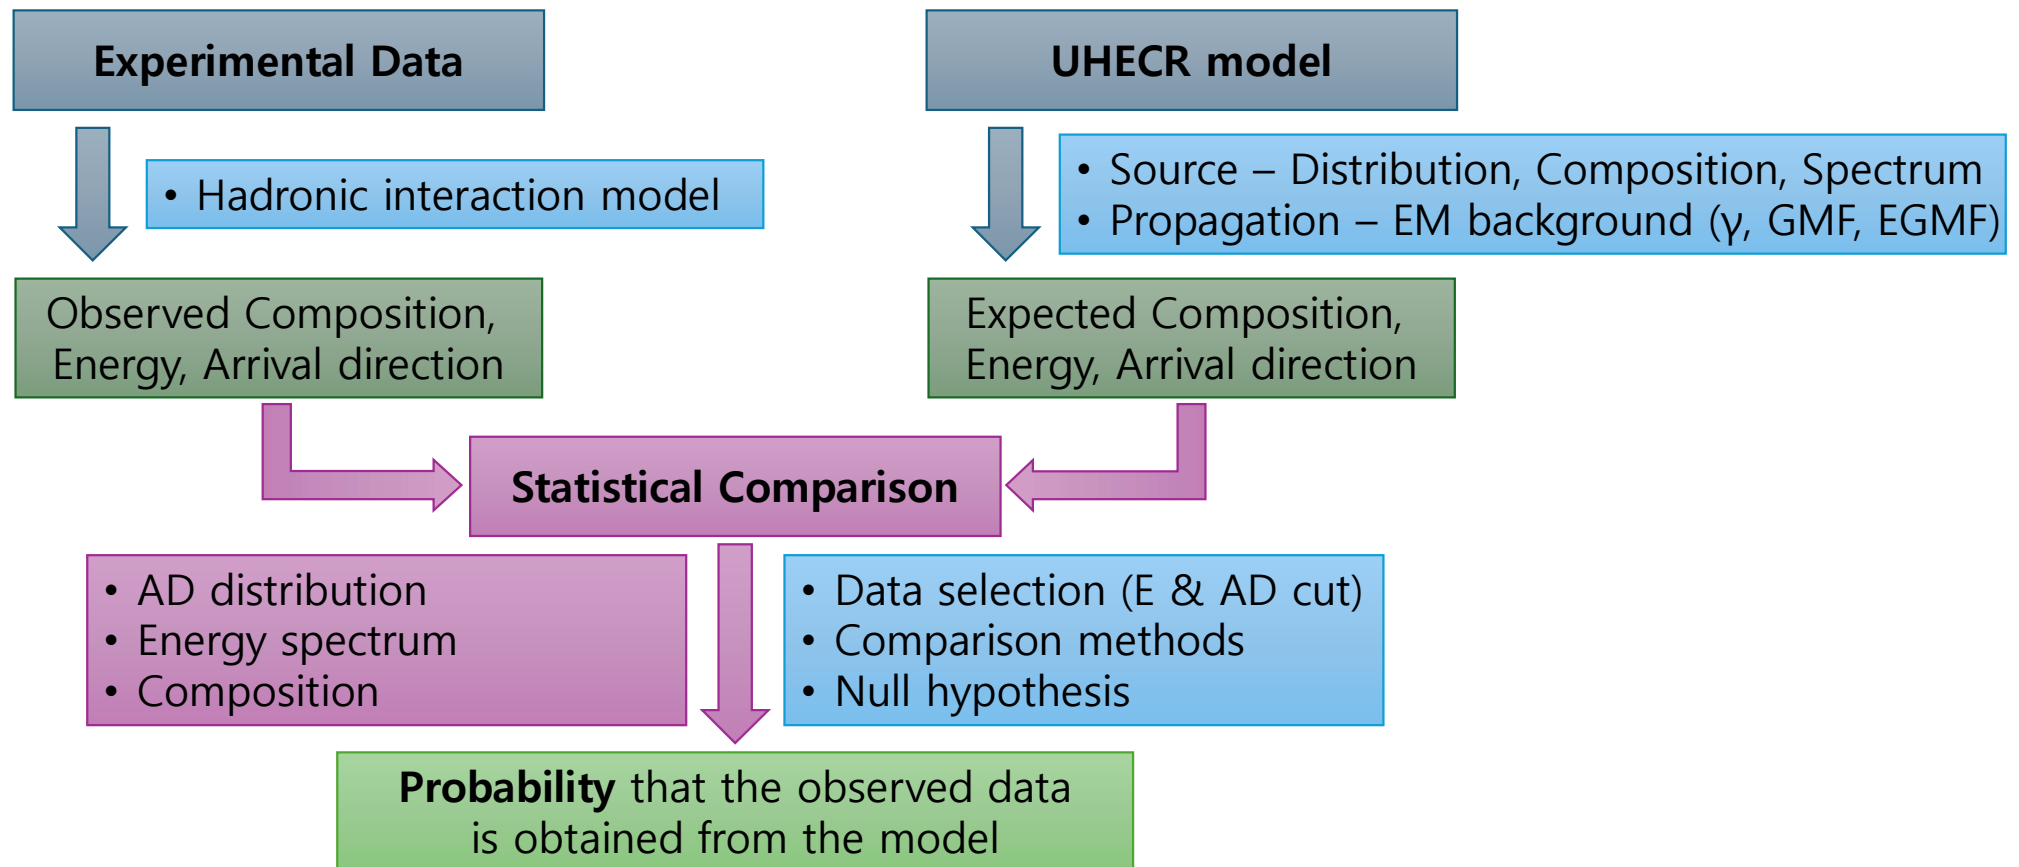 Experimental Data
UHECR model
• Hadronic interaction model
• Source – Distribution, Composition, Spectrum
• Propagation – EM background (γ, GMF, EGMF)
Observed Composition,
Energy, Arrival direction
Expected Composition,
Energy, Arrival direction
Statistical Comparison
• AD distribution
• Energy spectrum
• Composition
• Data selection (E & AD cut)
• Comparison methods
• Null hypothesis
Probability that the observed data
is obtained from the model